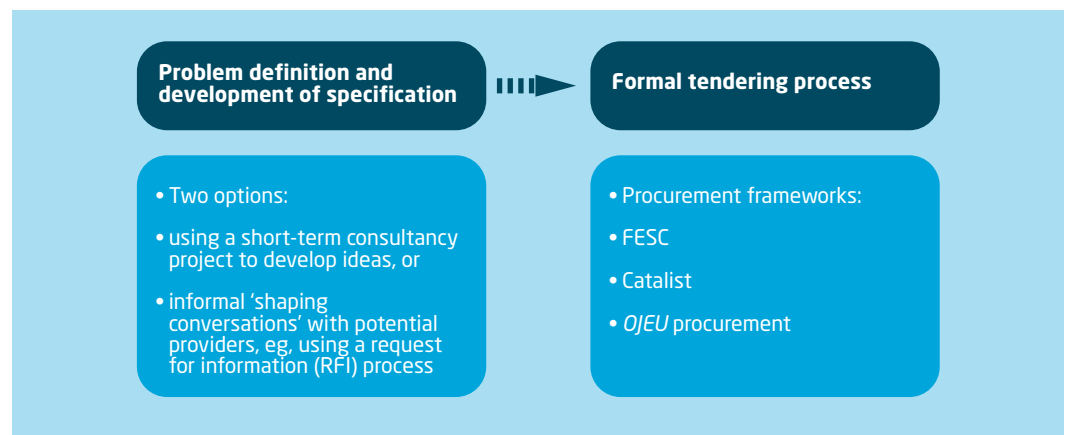 Problem definition and
development of specification
• Two options:
• using a short-term consultancy
project to develop ideas, or
• informal ‘shaping
conversations’ with potential
providers, eg, using a request
for information (RFI) process
Formal tendering process
• Procurement frameworks:
• FESC
• Catalist
• OJEU procurement